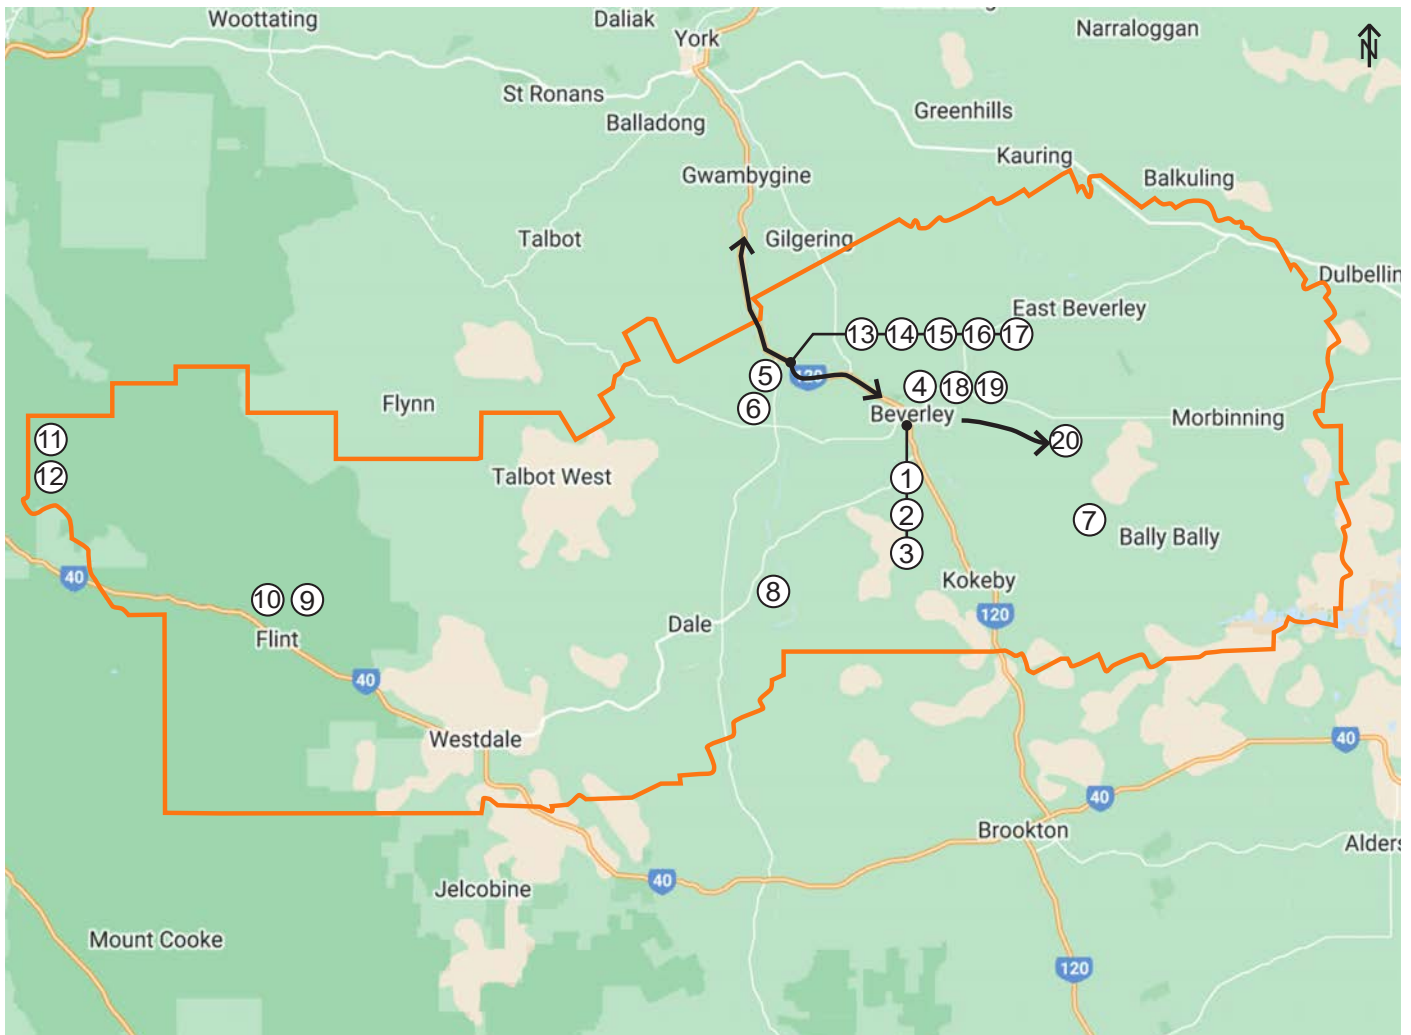 Woottating
Daliak
York
Narraloggan
N
St Ronans
Balladong
Greenhills
Kauring
Gwambygine
Balkuling
Talbot
Gilgering
Dulbellin
East Beverley
13 14 15 16 17
5
120
4 18 19
6
Flynn
Beverley
Morbinning
11
20
12
Talbot West
1
2
7
Bally Bally
3
40
Kokeby
10 9
8
120
Flint
Dale
40
Westdale
40
40
Brookton
Alders
40
Jelcobine
Mount Cooke
120